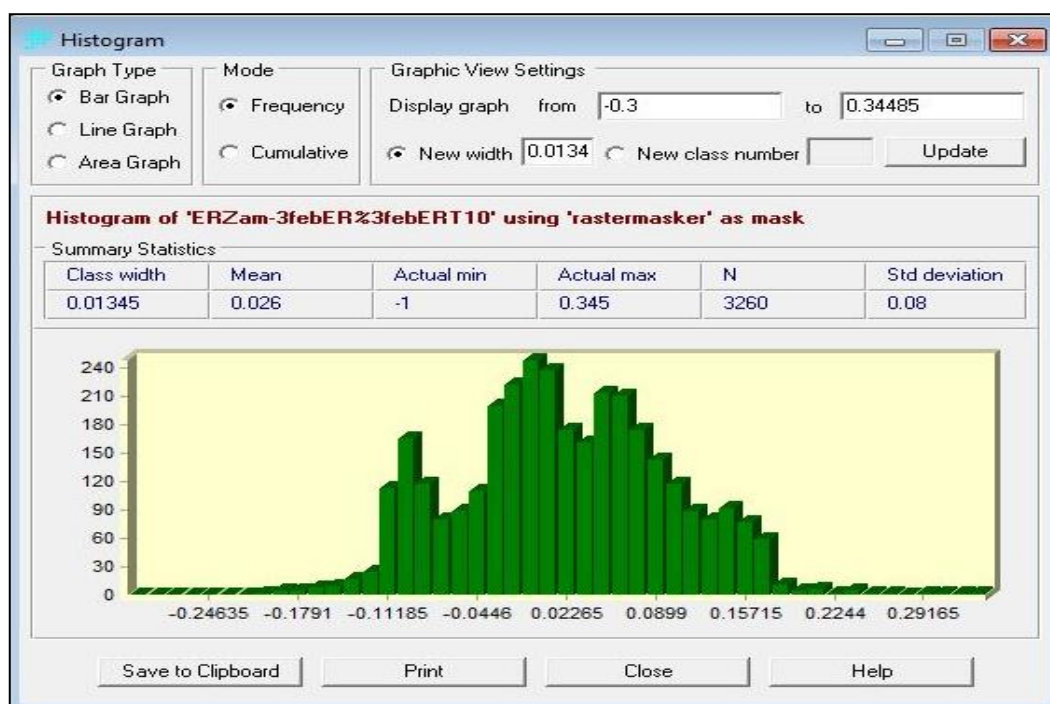 Histogram
Graph Type
Mode
Graphic View Settings
Bar Graph
Frequency
Display graph from -0.3 to 0.34485
Line Graph
Cumulative
New width 0.0134 New class number Update
Area Graph
Histogram of 'ERZam-3febER%3febERT10' using 'rastermasker' as mask
Summary Statistics
Class width Mean Actual min Actual max N Std deviation
0.01345 0.026 -1 0.345 3260 0.08
240
210
180
150
120
90
60
30
0
-0.24635 -0.1791 -0.11185 -0.0446 0.02265 0.0899 0.15715 0.2244 0.29165
Save to Clipboard Print Close Help